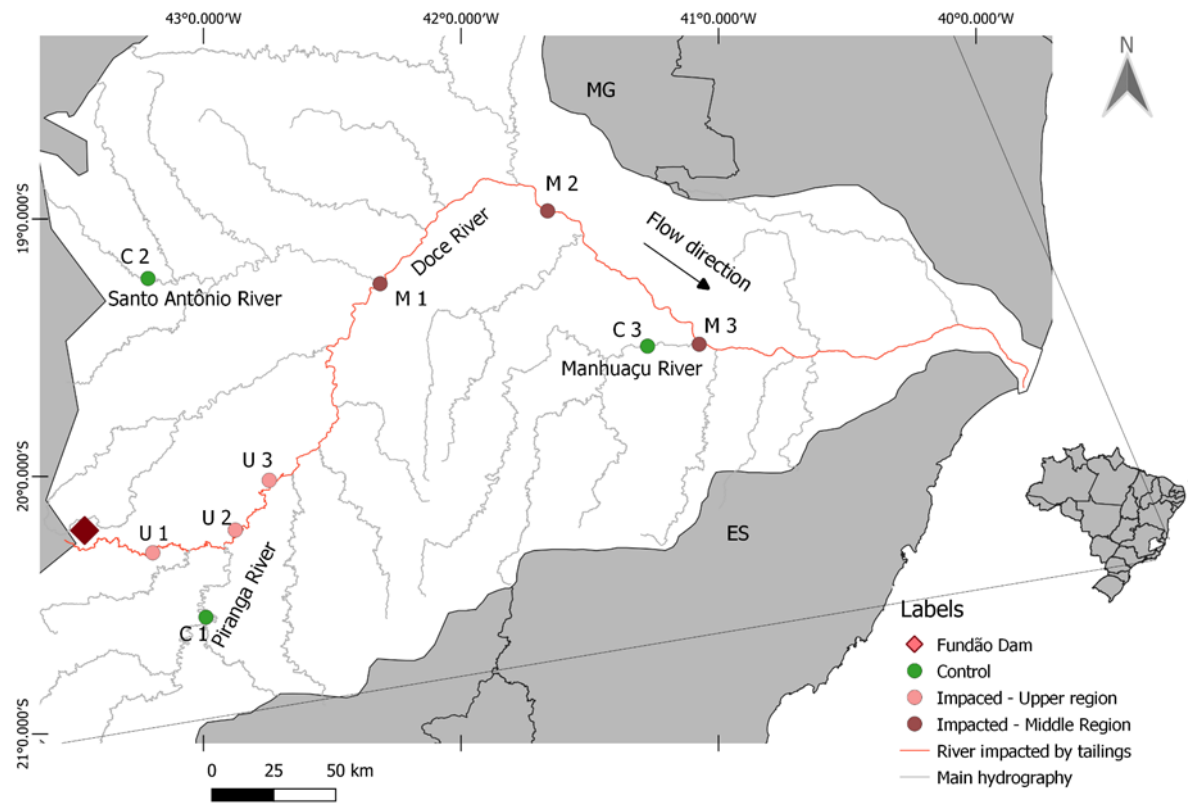 43°0.000'W 42°0.000'W 41°0.000'W 40°0.000'W
N
MG
19°0.000'S
M 2
Flow direction
Doce River
C 2
Santo Antônio River
M 1
M 3
C 3
Manhuaçu River
20°0.000'S
U 3
U 2
U 1
ES
Piranga River
C 1
21°0.000'S
Labels
Fundão Dam
Control
Impaced - Upper region
Impacted - Middle Region
River impacted by tailings
Main hydrography
0 25 50 km